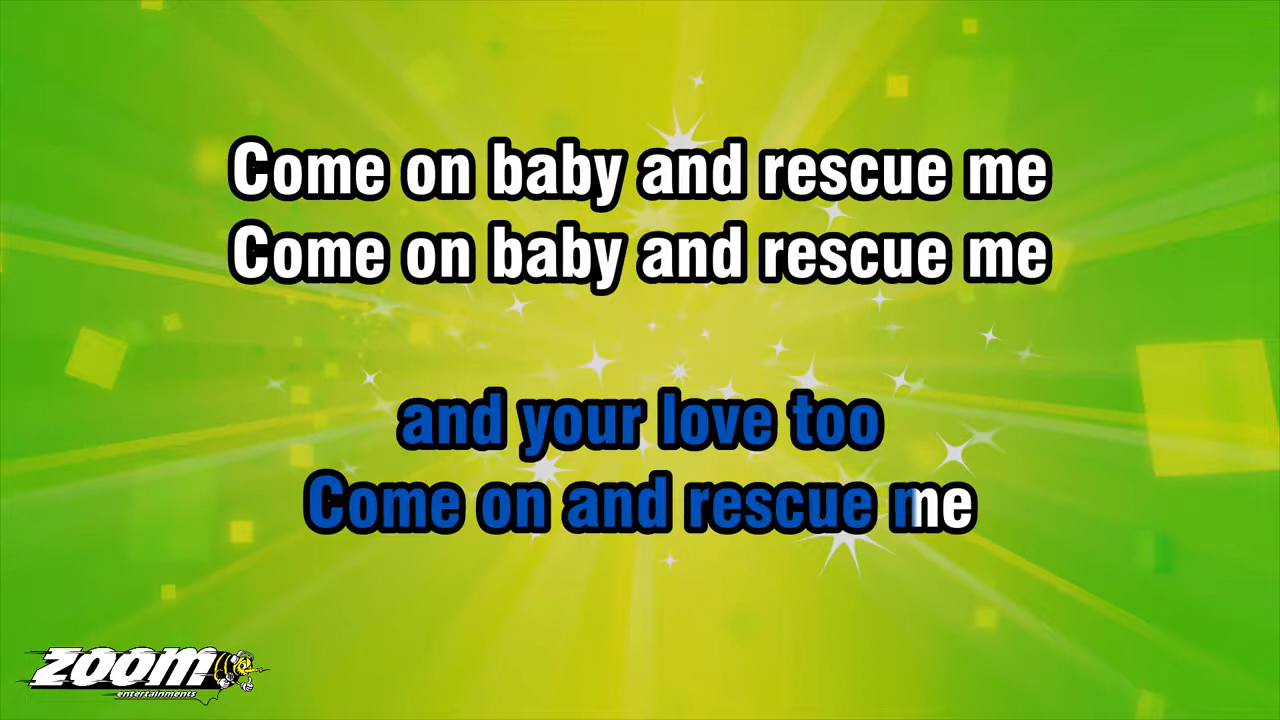 Come on baby and rescue me
Come on baby and rescue me
and your love too
Come on and rescue me
ZOOM
entertainments